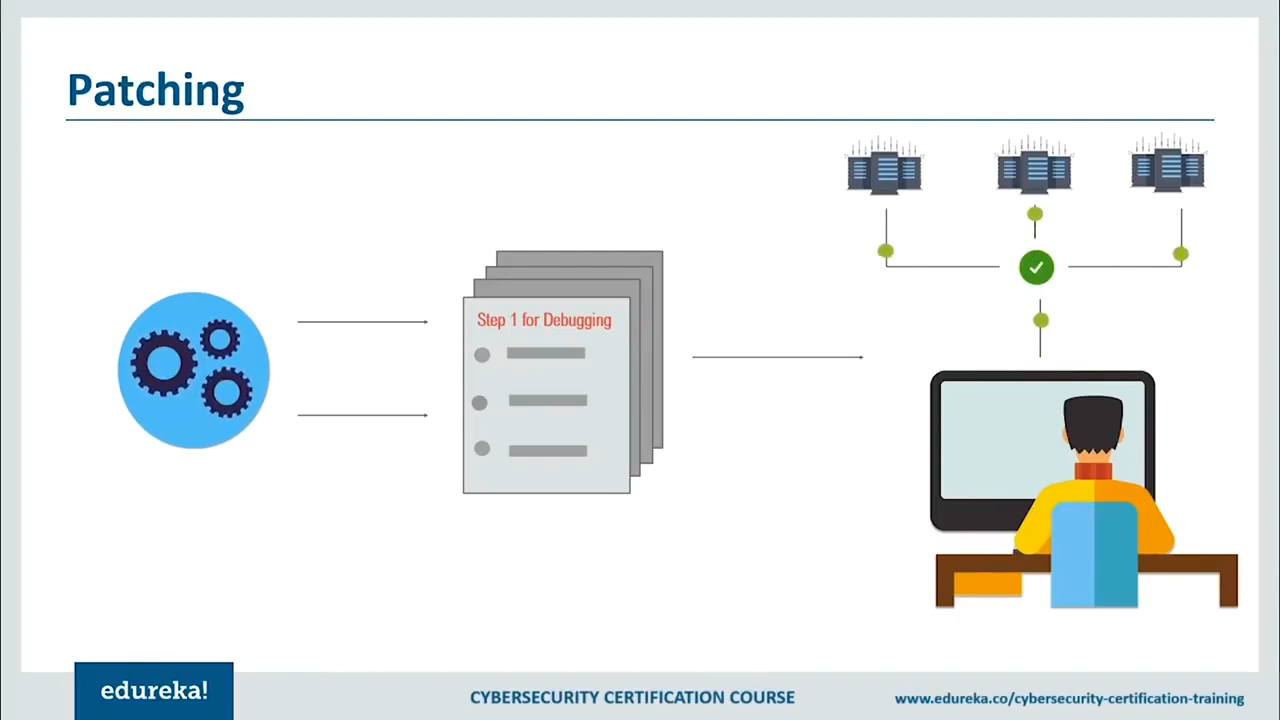 Patching
Step 1 for Debugging
edureka!
CYBERSECURITY CERTIFICATION COURSE
www.edureka.co/cybersecurity-certification-training